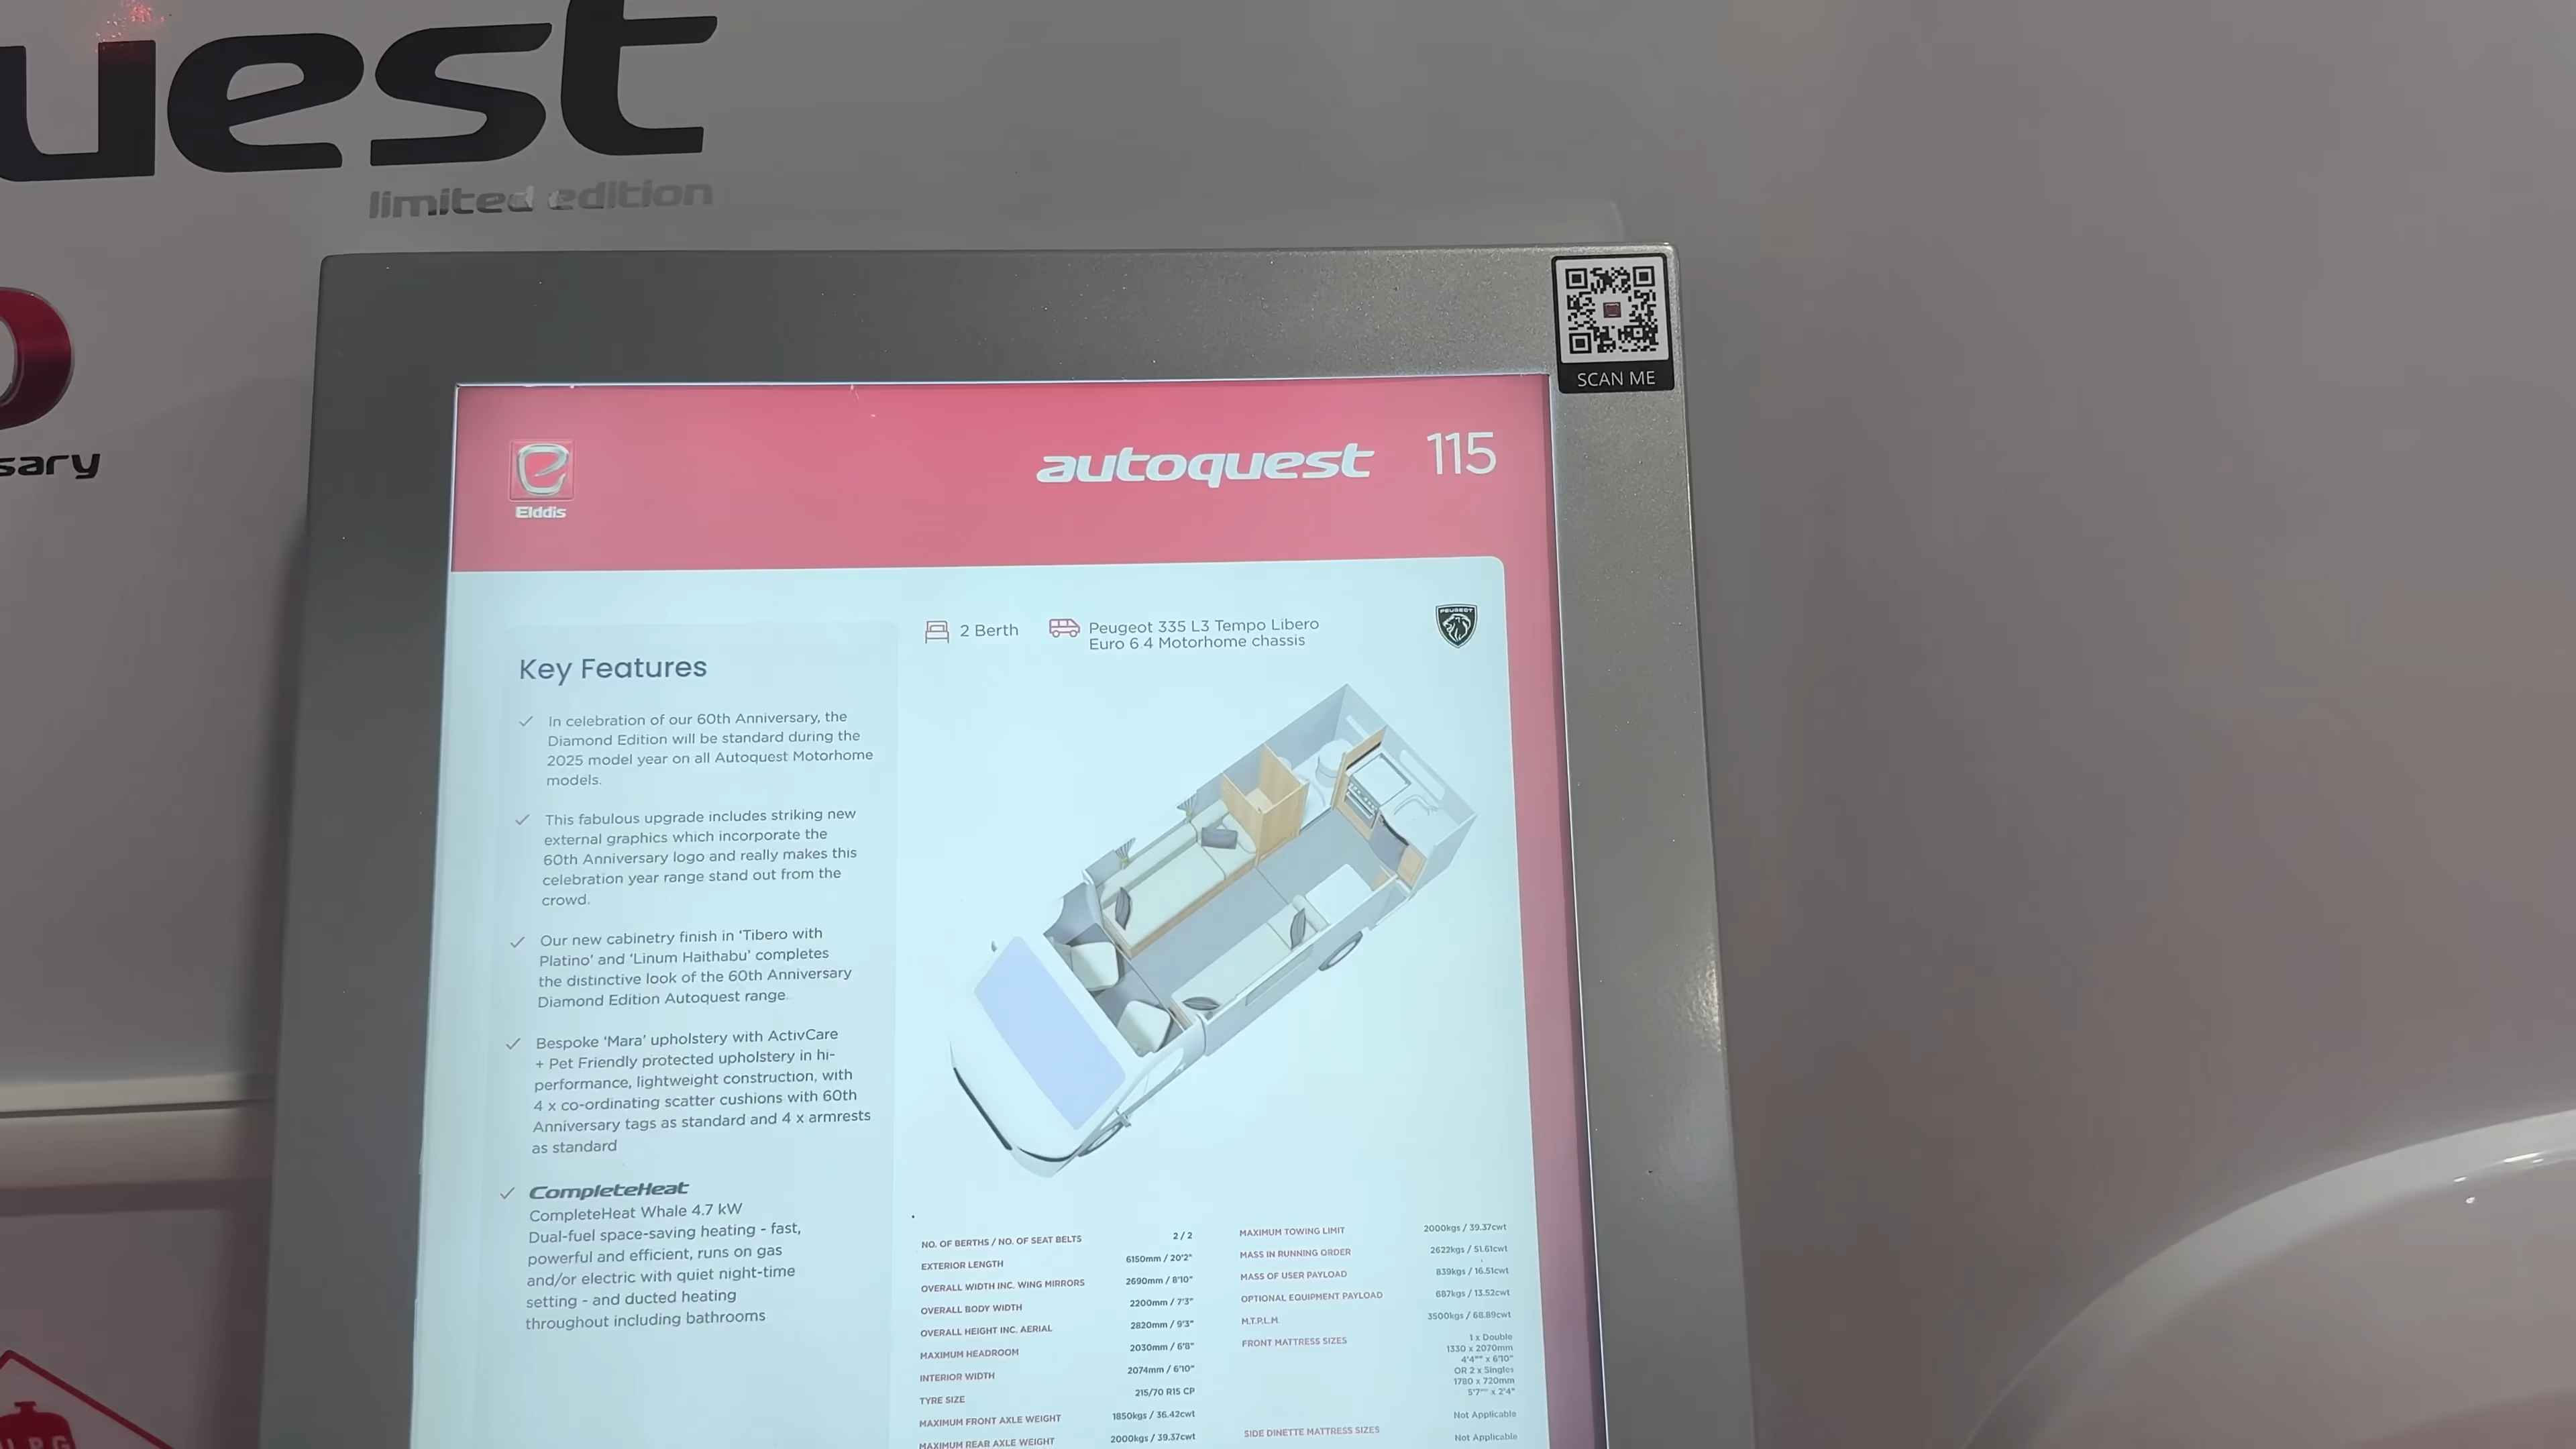 uest
limited edition
sary
SCAN ME
Elddis
autoquest 115
2 Berth
Peugeot 335 L3 Tempo Libero
Euro 6.4 Motorhome chassis
PEUGEOT
Key Features
In celebration of our 60th Anniversary, the
Diamond Edition will be standard during the
2025 model year on all Autoquest Motorhome
models.
This fabulous upgrade includes striking new
external graphics which incorporate the
60th Anniversary logo and really makes this
celebration year range stand out from the
crowd.
Our new cabinetry finish in ‘Tibero with
Platino’ and ‘Linum Haithabu’ completes
the distinctive look of the 60th Anniversary
Diamond Edition Autoquest range.
Bespoke ‘Mara’ upholstery with ActivCare
+ Pet Friendly protected upholstery in hi-
performance, lightweight construction, with
4 x co-ordinating scatter cushions with 60th
Anniversary tags as standard and 4 x armrests
as standard
CompleteHeat
CompleteHeat Whale 4.7 kW
Dual-fuel space-saving heating - fast,
powerful and efficient, runs on gas
and/or electric with quiet night-time
setting - and ducted heating
throughout including bathrooms
NO. OF BERTHS / NO. OF SEAT BELTS 2 / 2
EXTERIOR LENGTH 6150mm / 20'2"
OVERALL WIDTH INC. WING MIRRORS 2690mm / 8'10"
OVERALL BODY WIDTH 2200mm / 7'3"
OVERALL HEIGHT INC. AERIAL 2820mm / 9'3"
MAXIMUM HEADROOM 2030mm / 6'8"
INTERIOR WIDTH 2074mm / 6'10"
TYRE SIZE 215/70 R15 CP
MAXIMUM FRONT AXLE WEIGHT 1850kgs / 36.42cwt
MAXIMUM REAR AXLE WEIGHT 2000kgs / 39.37cwt
MAXIMUM TOWING LIMIT 2000kgs / 39.37cwt
MASS IN RUNNING ORDER 2622kgs / 51.61cwt
MASS OF USER PAYLOAD 839kgs / 16.51cwt
OPTIONAL EQUIPMENT PAYLOAD 687kgs / 13.52cwt
M.T.P.L.M. 3500kgs / 68.89cwt
FRONT MATTRESS SIZES 1 x Double
1330 x 2070mm
4'4"" x 6'10"
OR 2 x Singles
1780 x 720mm
5'7"" x 2'4"
Not Applicable
SIDE DINETTE MATTRESS SIZES Not Applicable
LPG